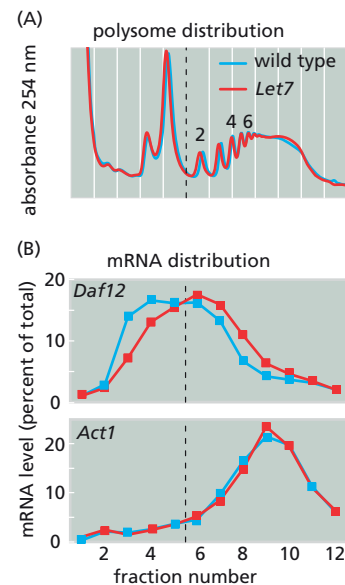 (A)
polysome distribution
absorbance 254 nm
wild type
Let7
2 4 6
(B)
mRNA distribution
mRNA level (percent of total)
Daf12
20
10
0
Act1
20
10
0
2 4 6 8 10 12
fraction number